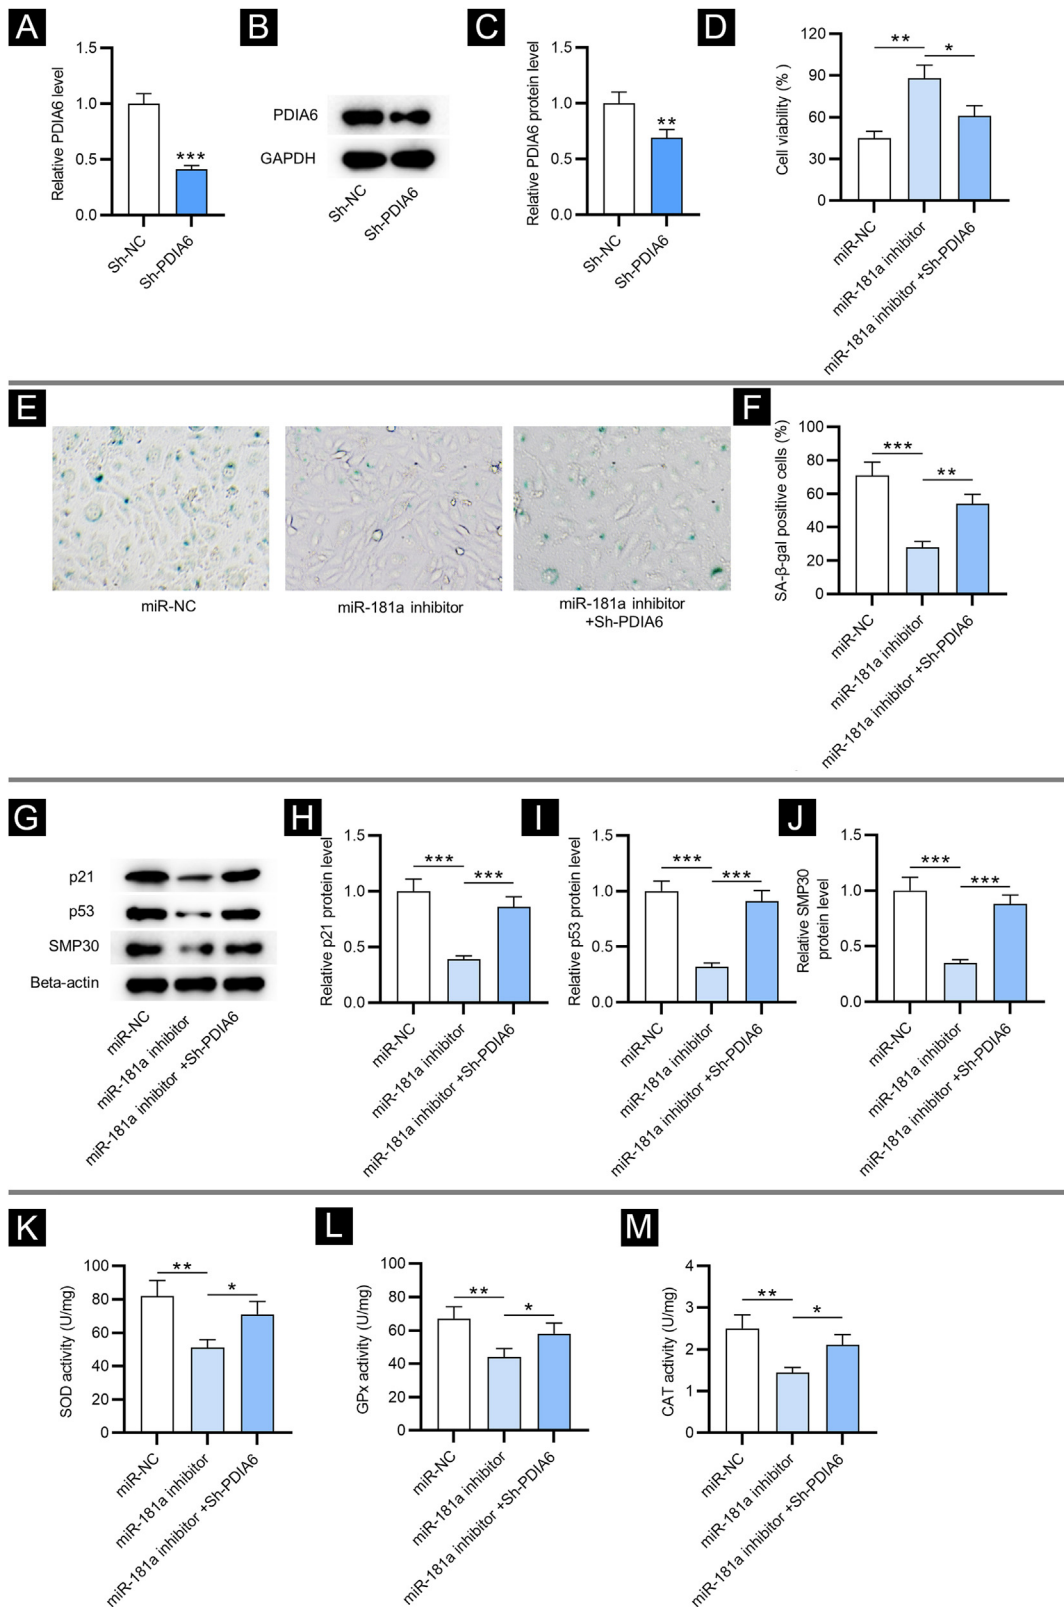 A
Relative PDIA6 level
1.5
1.0
0.5
0.0
***
Sh-NC
Sh-PDIA6
B
PDIA6
GAPDH
Sh-NC
Sh-PDIA6
C
Relative PDIA6 protein level
1.5
1.0
0.5
0.0
**
Sh-NC
Sh-PDIA6
D
Cell viability (% )
120
90
60
30
0
**
*
miR-NC
miR-181a inhibitor
miR-181a inhibitor +Sh-PDIA6
E
miR-NC
miR-181a inhibitor
miR-181a inhibitor
+Sh-PDIA6
F
SA-β-gal positive cells (%)
100
80
60
40
20
0
***
**
miR-NC
miR-181a inhibitor
miR-181a inhibitor +Sh-PDIA6
G
p21
p53
SMP30
Beta-actin
miR-NC
miR-181a inhibitor
miR-181a inhibitor +Sh-PDIA6
H
Relative p21 protein level
1.5
1.0
0.5
0.0
***
***
miR-NC
miR-181a inhibitor
miR-181a inhibitor +Sh-PDIA6
I
Relative p53 protein level
1.5
1.0
0.5
0.0
***
***
miR-NC
miR-181a inhibitor
miR-181a inhibitor +Sh-PDIA6
J
Relative SMP30
protein level
1.5
1.0
0.5
0.0
***
***
miR-NC
miR-181a inhibitor
miR-181a inhibitor +Sh-PDIA6
K
SOD activity (U/mg)
100
80
60
40
20
0
**
*
miR-NC
miR-181a inhibitor
miR-181a inhibitor +Sh-PDIA6
L
GPx activity (U/mg)
100
80
60
40
20
0
**
*
miR-NC
miR-181a inhibitor
miR-181a inhibitor +Sh-PDIA6
M
CAT activity (U/mg)
4
3
2
1
0
**
*
miR-NC
miR-181a inhibitor
miR-181a inhibitor +Sh-PDIA6